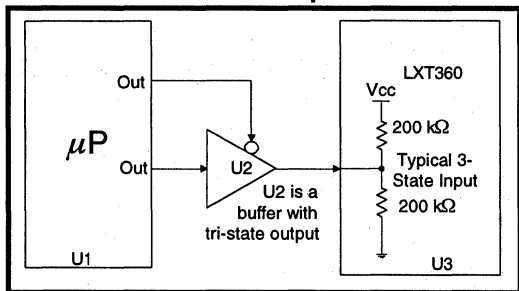 Out
μP
Out
U1
U2
U2 is a
buffer with
tri-state output
LXT360
Vcc
200 kΩ
Typical 3-
State Input
200 kΩ
U3